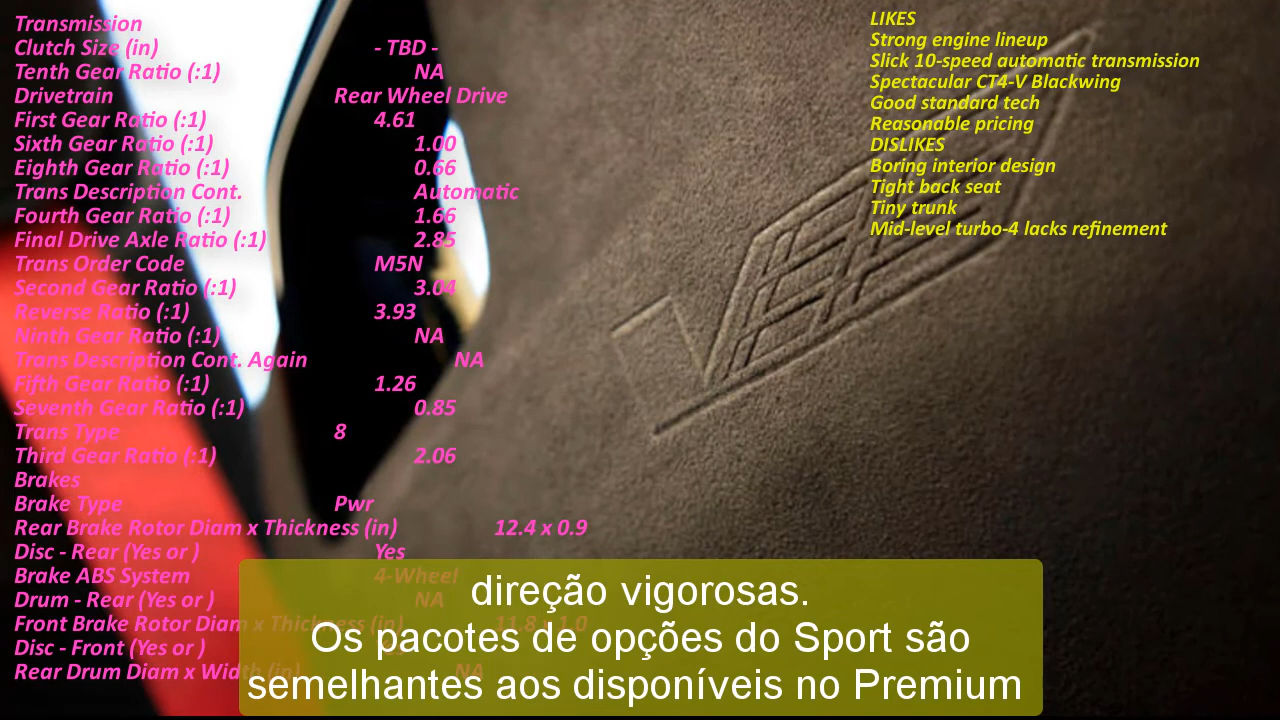 Transmission
Clutch Size (in) - TBD -
Tenth Gear Ratio (:1) NA
Drivetrain Rear Wheel Drive
First Gear Ratio (:1) 4.61
Sixth Gear Ratio (:1) 1.00
Eighth Gear Ratio (:1) 0.66
Trans Description Cont. Automatic
Fourth Gear Ratio (:1) 1.66
Final Drive Axle Ratio (:1) 2.85
Trans Order Code M5N
Second Gear Ratio (:1) 3.04
Reverse Ratio (:1) 3.93
Ninth Gear Ratio (:1) NA
Trans Description Cont. Again NA
Fifth Gear Ratio (:1) 1.26
Seventh Gear Ratio (:1) 0.85
Trans Type 8
Third Gear Ratio (:1) 2.06
Brakes
Brake Type Pwr
Rear Brake Rotor Diam x Thickness (in) 12.4 x 0.9
Disc - Rear (Yes or ) Yes
Brake ABS System 4-Wheel
Drum - Rear (Yes or ) NA
Front Brake Rotor Diam x Thickness (in) 11.8 x 1.0
Disc - Front (Yes or )
Rear Drum Diam x Width (in) NA
LIKES
Strong engine lineup
Slick 10-speed automatic transmission
Spectacular CT4-V Blackwing
Good standard tech
Reasonable pricing
DISLIKES
Boring interior design
Tight back seat
Tiny trunk
Mid-level turbo-4 lacks refinement
direção vigorosas.
Os pacotes de opções do Sport são
semelhantes aos disponíveis no Premium